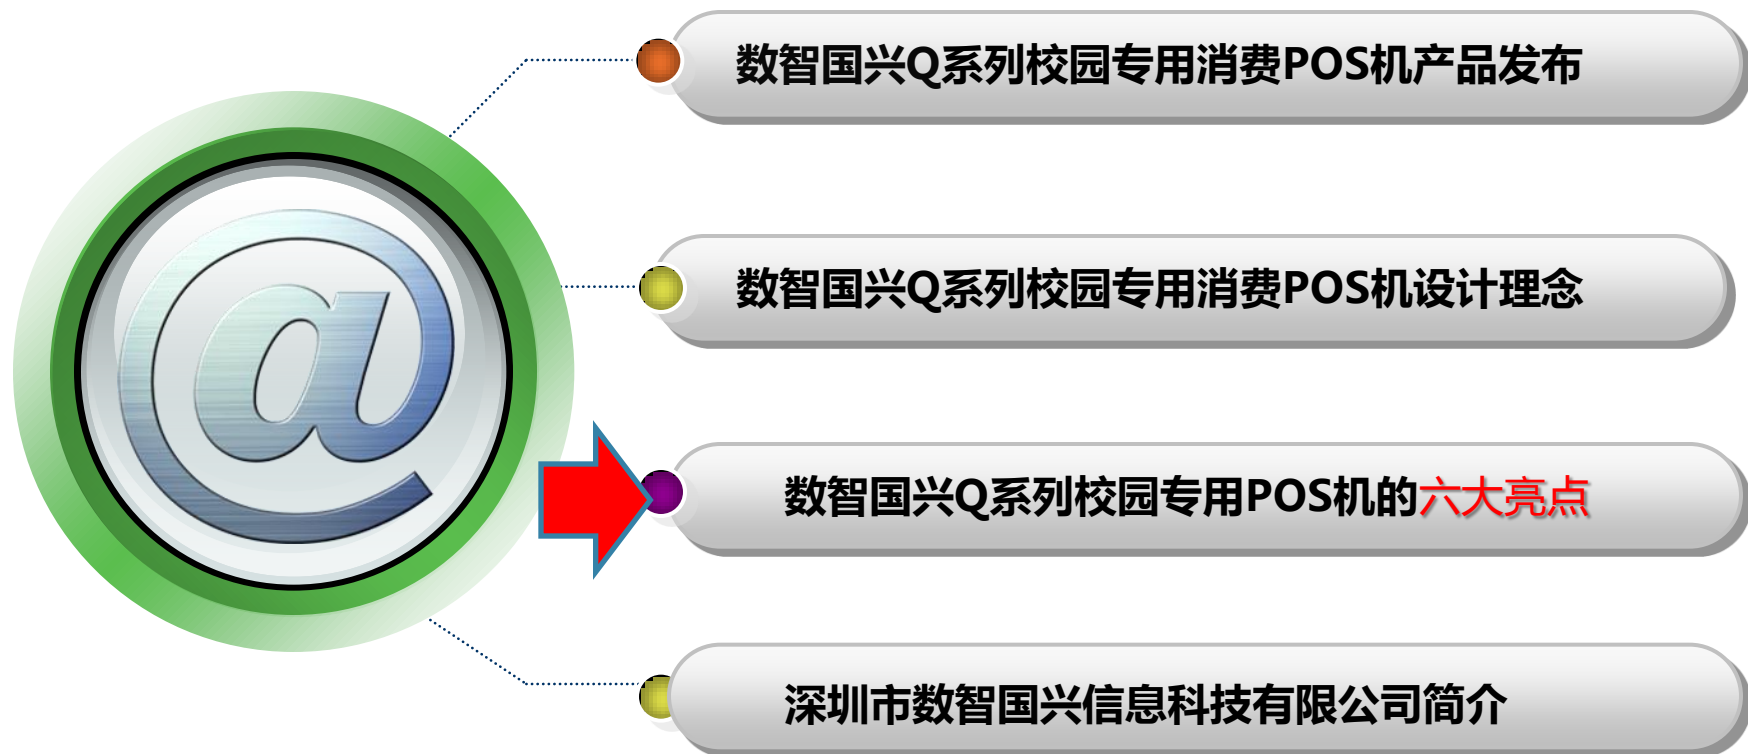 数智国兴Q系列校园专用消费POS机产品发布
数智国兴Q系列校园专用消费POS机设计理念
数智国兴Q系列校园专用POS机的六大亮点
深圳市数智国兴信息科技有限公司简介
@